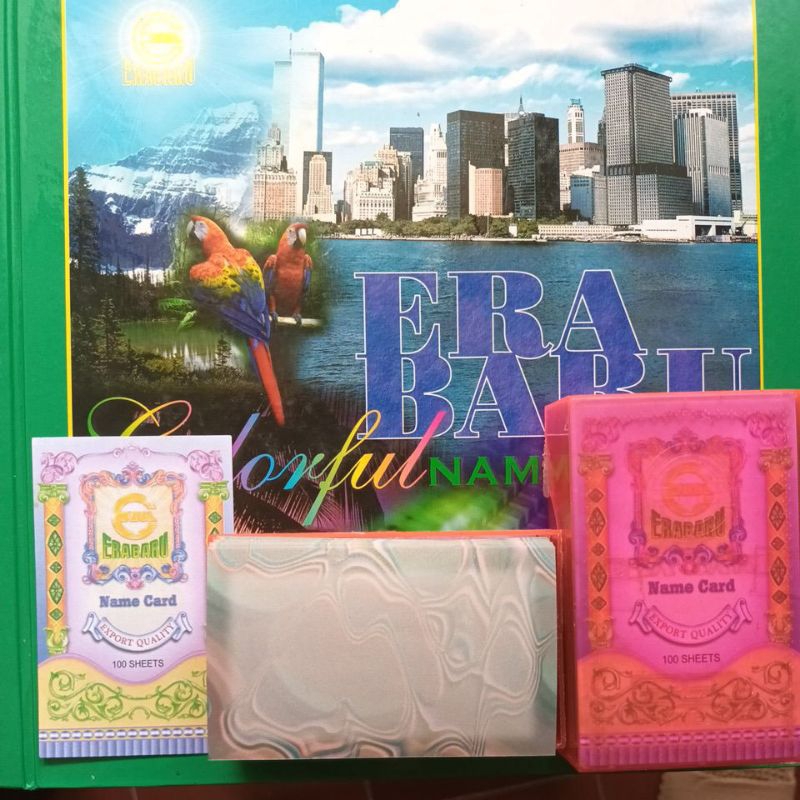 ERABARU
ERA
BARU
Colorful NAM
ERABARU
Name Card
EXPORT QUALITY
100 SHEETS
ERABARU
Name Card
EXPORT QUALITY
100 SHEETS